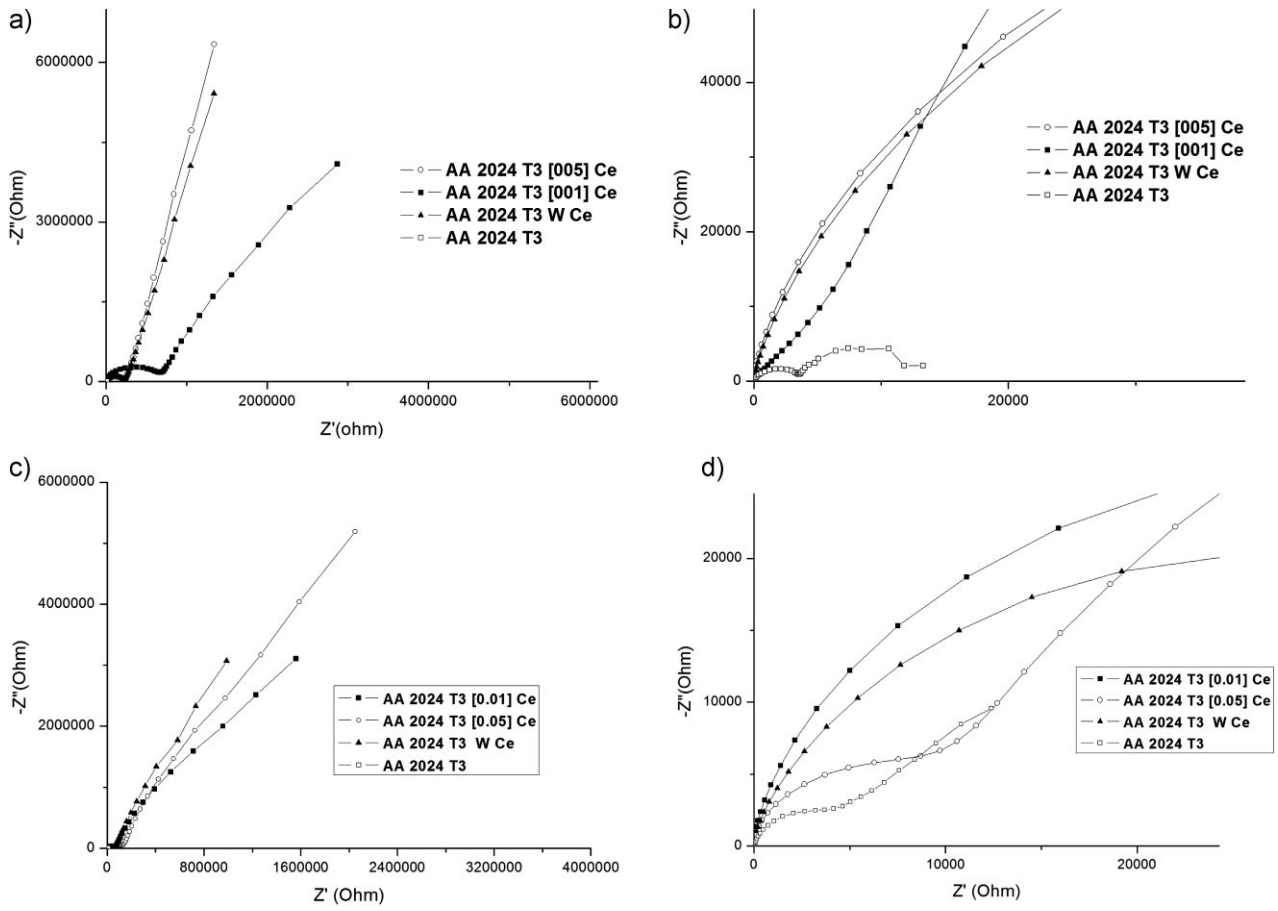 a)
6000000
3000000
0
-Z"(Ohm)
AA 2024 T3 [005] Ce
AA 2024 T3 [001] Ce
AA 2024 T3 W Ce
AA 2024 T3
0
2000000
4000000
6000000
Z'(ohm)
b)
40000
20000
0
-Z"(Ohm)
AA 2024 T3 [005] Ce
AA 2024 T3 [001] Ce
AA 2024 T3 W Ce
AA 2024 T3
0
20000
Z'(Ohm)
c)
6000000
4000000
2000000
0
-Z"(Ohm)
AA 2024 T3 [0.01] Ce
AA 2024 T3 [0.05] Ce
AA 2024 T3 W Ce
AA 2024 T3
0
800000
1600000
2400000
3200000
4000000
Z' (Ohm)
d)
20000
10000
0
-Z"(Ohm)
AA 2024 T3 [0.01] Ce
AA 2024 T3 [0.05] Ce
AA 2024 T3 W Ce
AA 2024 T3
0
10000
20000
Z' (Ohm)